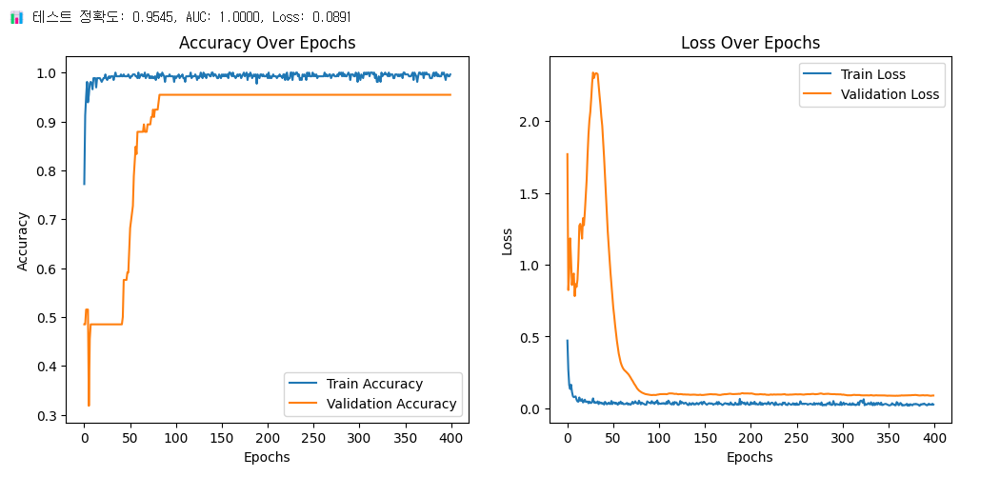 📊 테스트 정확도: 0.9545, AUC: 1.0000, Loss: 0.0891
Accuracy Over Epochs
1.0
0.9
0.8
0.7
0.6
0.5
0.4
0.3
Accuracy
0 50 100 150 200 250 300 350 400
Epochs
Train Accuracy
Validation Accuracy
Loss Over Epochs
2.0
1.5
1.0
0.5
0.0
Loss
0 50 100 150 200 250 300 350 400
Epochs
Train Loss
Validation Loss